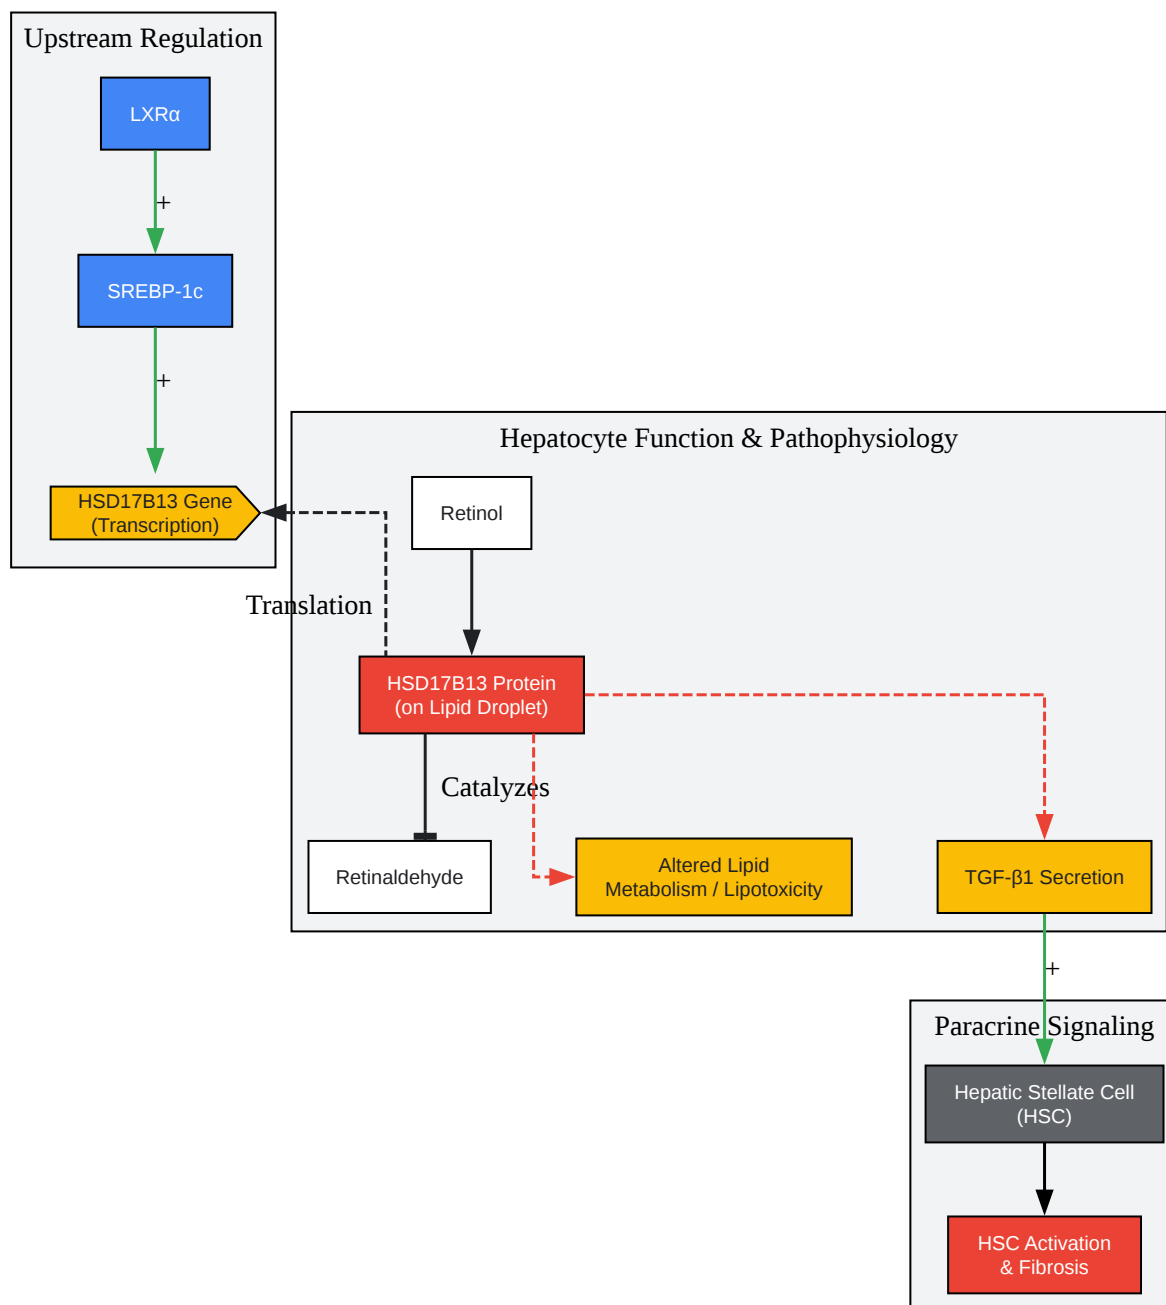 Upstream Regulation
LXRα
+
SREBP-1c
+
HSD17B13 Gene
(Transcription)
Hepatocyte Function & Pathophysiology
Retinol
Translation
HSD17B13 Protein
(on Lipid Droplet)
Catalyzes
Retinaldehyde
Altered Lipid
Metabolism / Lipotoxicity
TGF-β1 Secretion
+
Paracrine Signaling
Hepatic Stellate Cell
(HSC)
HSC Activation
& Fibrosis